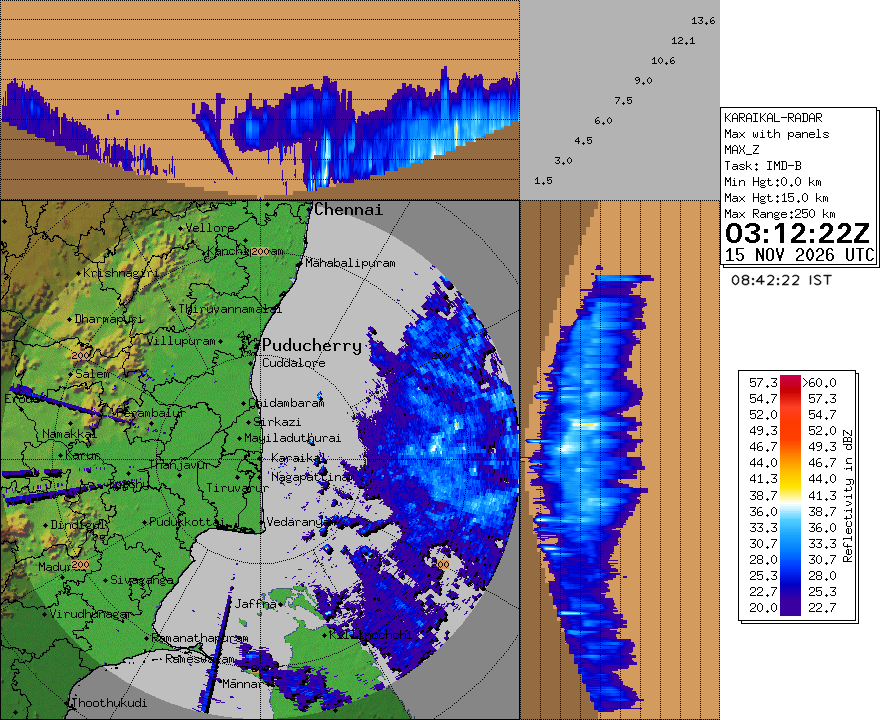 13.6
12.1
10.6
9.0
7.5
6.0
4.5
3.0
1.5
KARAIKAL-RADAR
Max with panels
MAX_Z
Task: IMD-B
Min Hgt:0.0 km
Max Hgt:15.0 km
Max Range:250 km
03:12:22Z
15 NOV 2026 UTC
08:42:22 IST
Chennai
Vellore
200
Mahabalipuram
Krishnagiri
Thiruvannamalai
Dharmapuri
Villupuram
Puducherry
200
200
Cuddalore
Salem
Chidambaram
Perambalur
Sirkazi
Namakkal
Mayiladuthurai
Karur
Karaikal
Thanjavur
Nagapattinam
Tiruvarur
Dindigul
Pudukkottai
Vedaranyam
Madurai
200
Sivaganga
Jaffna
Virudhunagar
Ramanathapuram
Rameswaram
Mannar
Thoothukudi
57.3 >60.0
54.7 57.3
52.0 54.7
49.3 52.0
46.7 49.3
44.0 46.7
41.3 44.0
38.7 41.3
36.0 38.7
33.3 36.0
30.7 33.3
28.0 30.7
25.3 28.0
22.7 25.3
20.0 22.7
Reflectivity in dBZ